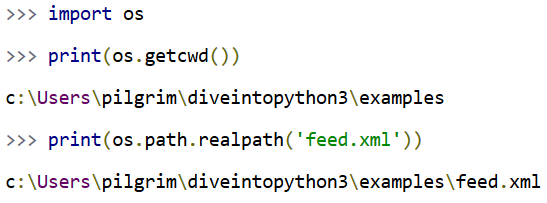 >>> import os
>>> print(os.getcwd())
c:\Users\pilgrim\diveintopython3\examples
>>> print(os.path.realpath('feed.xml'))
c:\Users\pilgrim\diveintopython3\examples\feed.xml